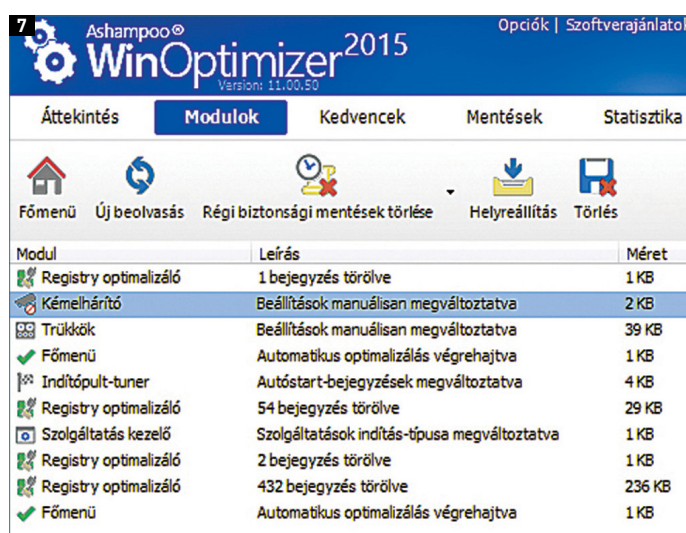 7
Ashampoo®
WinOptimizer 2015
Version: 11.00.50
Opciók | Szoftverajánlatok
Áttekintés Modulok Kedvencek Mentések Statisztika
Főmenü Új beolvasás Régi biztonsági mentések törlése Helyreállítás Törlés
Modul Leírás Méret
Registry optimalizáló 1 bejegyzés törölve 1 KB
Kémelhárító Beállítások manuálisan megváltoztatva 2 KB
Trükkök Beállítások manuálisan megváltoztatva 39 KB
Főmenü Automatikus optimalizálás végrehajtva 1 KB
Indítópult-tuner Autóstart-bejegyzések megváltoztatva 4 KB
Registry optimalizáló 54 bejegyzés törölve 29 KB
Szolgáltatás kezelő Szolgáltatások indítás-típusa megváltoztatva 1 KB
Registry optimalizáló 2 bejegyzés törölve 1 KB
Registry optimalizáló 432 bejegyzés törölve 236 KB
Főmenü Automatikus optimalizálás végrehajtva 1 KB